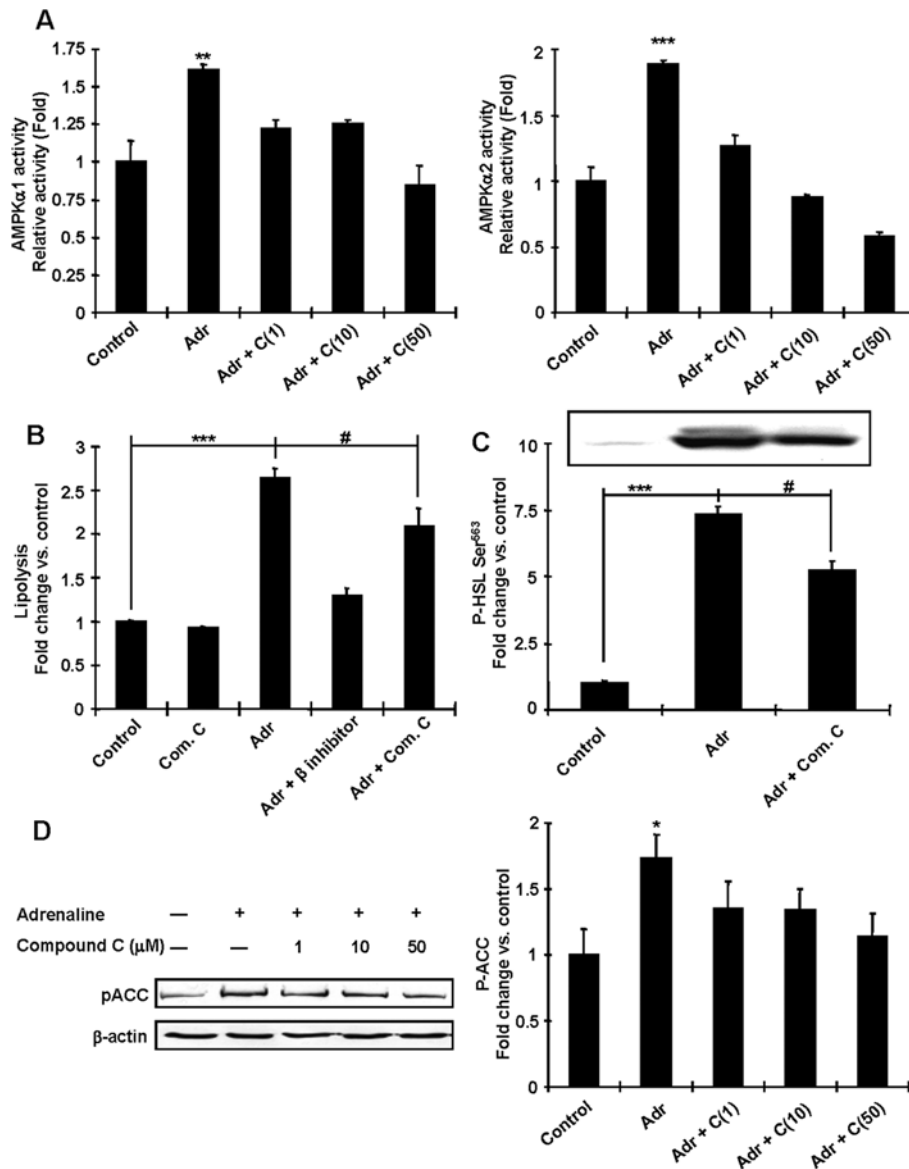 A
AMPKα1 activity
Relative activity (Fold)
1.75
1.5
1.25
1
0.75
0.5
0.25
0
**
Control
Adr
Adr + C(1)
Adr + C(10)
Adr + C(50)
AMPKα2 activity
Relative activity (Fold)
2
1.5
1
0.5
0
***
Control
Adr
Adr + C(1)
Adr + C(10)
Adr + C(50)
B
Lipolysis
Fold change vs. control
3
2.5
2
1.5
1
0.5
0
***
#
Control
Com. C
Adr
Adr + β inhibitor
Adr + Com. C
C
P-HSL Ser⁵⁶³
Fold change vs. control
10
7.5
5
2.5
0
***
#
Control
Adr
Adr + Com. C
D
Adrenaline — + + + +
Compound C (μM) — — 1 10 50
pACC
β-actin
P-ACC
Fold change vs. control
2
1.5
1
0.5
0
*
Control
Adr
Adr + C(1)
Adr + C(10)
Adr + C(50)